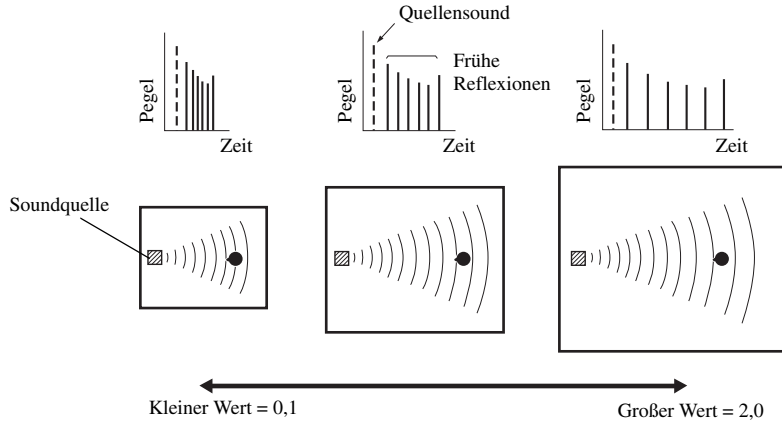 Quellensound
Frühe
Reflexionen
Pegel
Zeit
Pegel
Zeit
Pegel
Zeit
Soundquelle
Kleiner Wert = 0,1
Großer Wert = 2,0